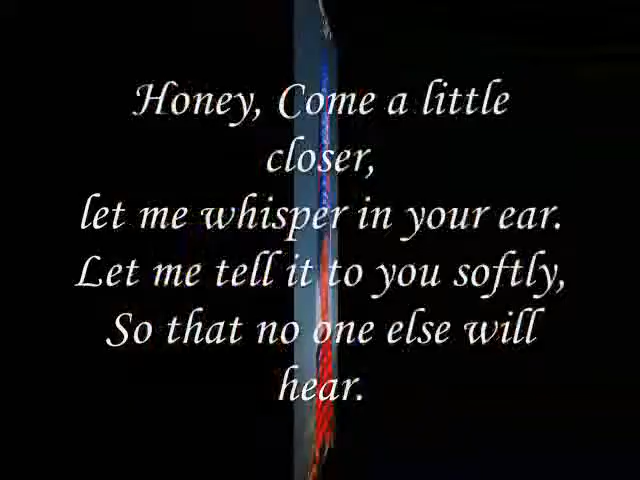 Honey, Come a little
closer,
let me whisper in your ear.
Let me tell it to you softly,
So that no one else will
hear.